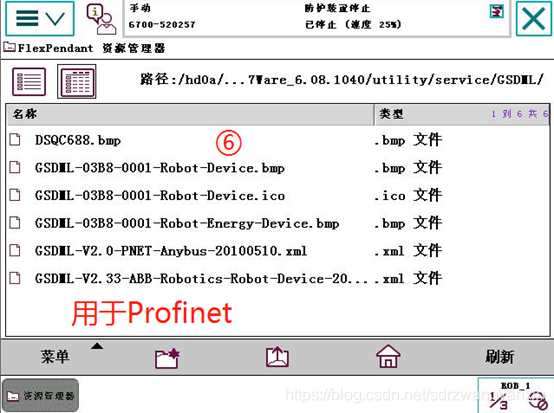 手动
6700-520257
防护装置停止
已停止 (速度 25%)
FlexPendant 资源管理器
路径:/hd0a/...7Ware_6.08.1040/utility/service/GSDML/
名称 类型 1 到 6 共 6
DSQC688.bmp .bmp 文件
⑥
GSDML-03B8-0001-Robot-Device.bmp .bmp 文件
GSDML-03B8-0001-Robot-Device.ico .ico 文件
GSDML-03B8-0001-Robot-Energy-Device.bmp .bmp 文件
GSDML-V2.0-PNET-Anybus-20100510.xml .xml 文件
GSDML-V2.33-ABB-Robotics-Robot-Device-20... .xml 文件
用于Profinet
菜单 刷新
资源管理器
ROB_1
1/3